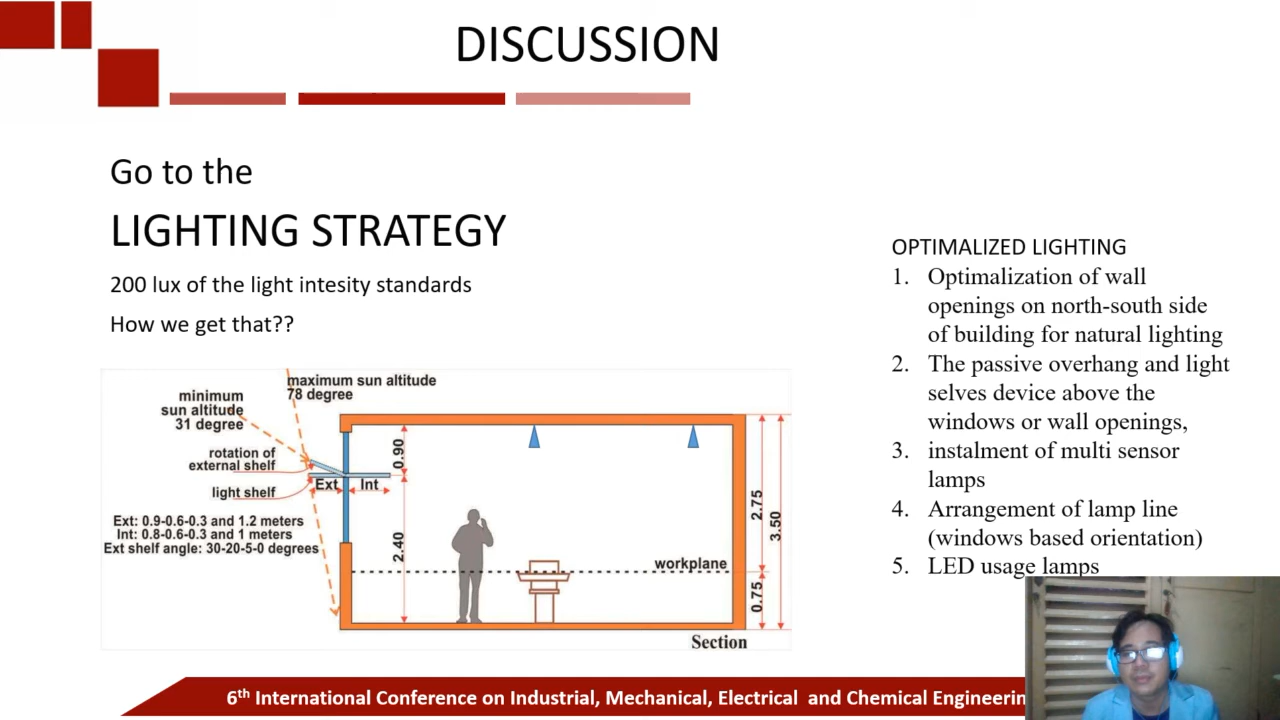 DISCUSSION
Go to the
LIGHTING STRATEGY
200 lux of the light intesity standards
How we get that??
maximum sun altitude
78 degree
minimum
sun altitude
31 degree
rotation of
external shelf
light shelf
Ext Int
Ext: 0.9-0.6-0.3 and 1.2 meters
Int: 0.8-0.6-0.3 and 1 meters
Ext shelf angle: 30-20-5-0 degrees
0.90
2.40
workplane
2.75
0.75
3.50
Section
OPTIMALIZED LIGHTING
1. Optimalization of wall
openings on north-south side
of building for natural lighting
2. The passive overhang and light
selves device above the
windows or wall openings,
3. instalment of multi sensor
lamps
4. Arrangement of lamp line
(windows based orientation)
5. LED usage lamps
6th International Conference on Industrial, Mechanical, Electrical and Chemical Engineerin